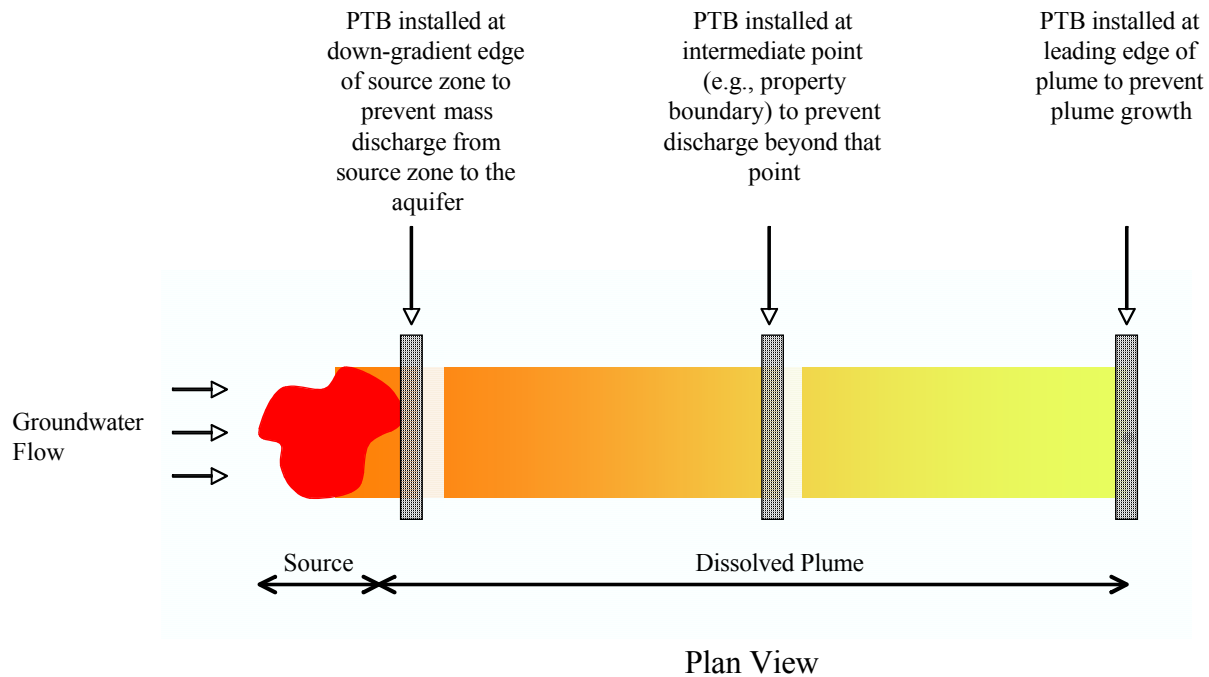 PTB installed at
down-gradient edge
of source zone to
prevent mass
discharge from
source zone to the
aquifer
PTB installed at
intermediate point
(e.g., property
boundary) to prevent
discharge beyond that
point
PTB installed at
leading edge of
plume to prevent
plume growth
Groundwater
Flow
Source
Dissolved Plume
Plan View